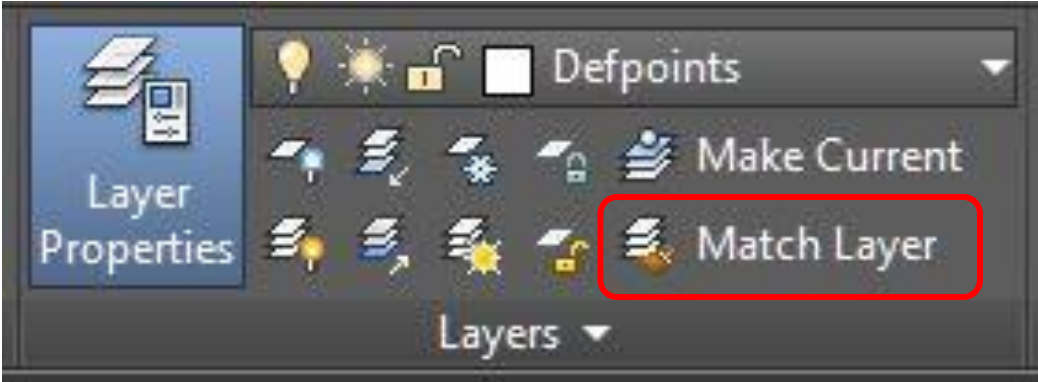 Defpoints
Layer
Properties
Make Current
Match Layer
Layers